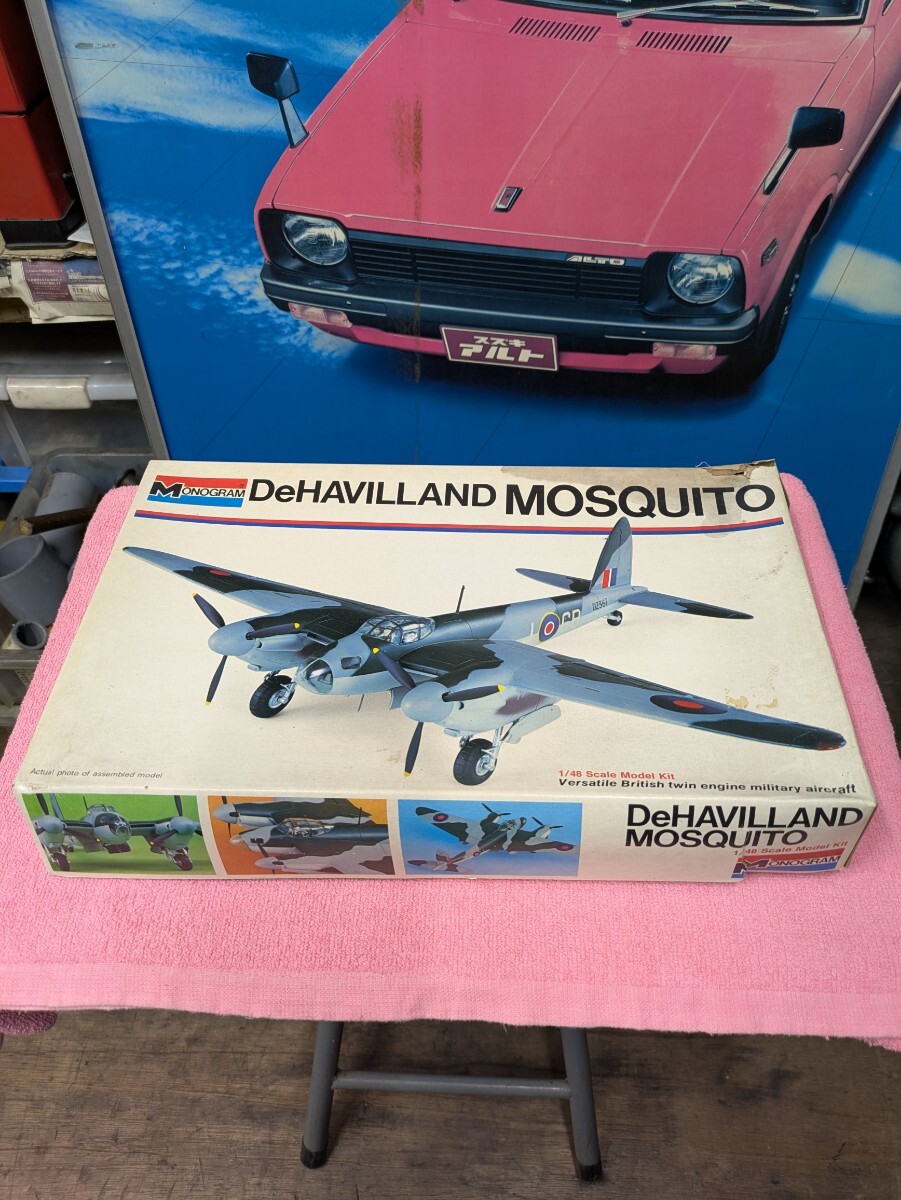 ALTO
スズキ
アルト
MONOGRAM DeHAVILLAND MOSQUITO
Actual photo of assembled model
1/48 Scale Model Kit
Versatile British twin engine military aircraft
DeHAVILLAND
MOSQUITO
1/48 Scale Model Kit
MONOGRAM